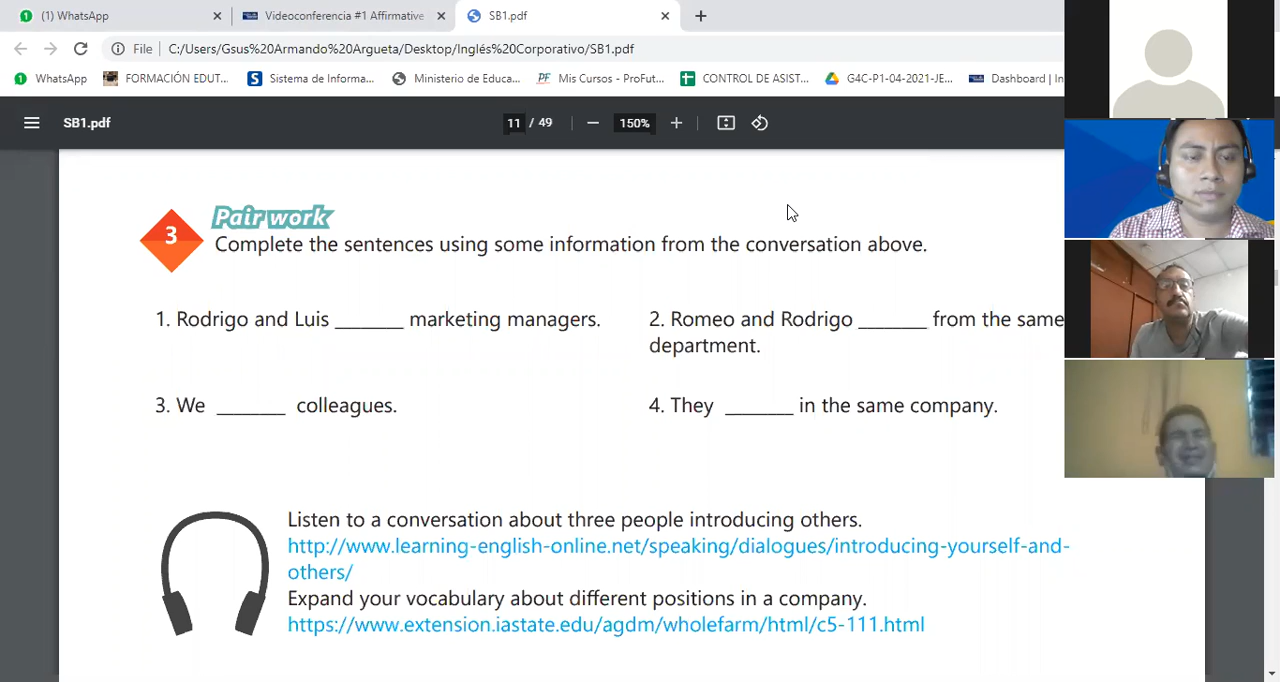 (1) WhatsApp
Videoconferencia #1 Affirmative
SB1.pdf
File
C:/Users/Gsus%20Armando%20Argueta/Desktop/Inglés%20Corporativo/SB1.pdf
WhatsApp
FORMACIÓN EDUT...
Sistema de Informa...
Ministerio de Educa...
Mis Cursos - ProFut...
CONTROL DE ASIST...
G4C-P1-04-2021-JE...
Dashboard | In
SB1.pdf
11 / 49
150%
3
Pair work
Complete the sentences using some information from the conversation above.
1. Rodrigo and Luis _______ marketing managers.
2. Romeo and Rodrigo _______ from the same
department.
3. We _______ colleagues.
4. They _______ in the same company.
Listen to a conversation about three people introducing others.
http://www.learning-english-online.net/speaking/dialogues/introducing-yourself-and-
others/
Expand your vocabulary about different positions in a company.
https://www.extension.iastate.edu/agdm/wholefarm/html/c5-111.html